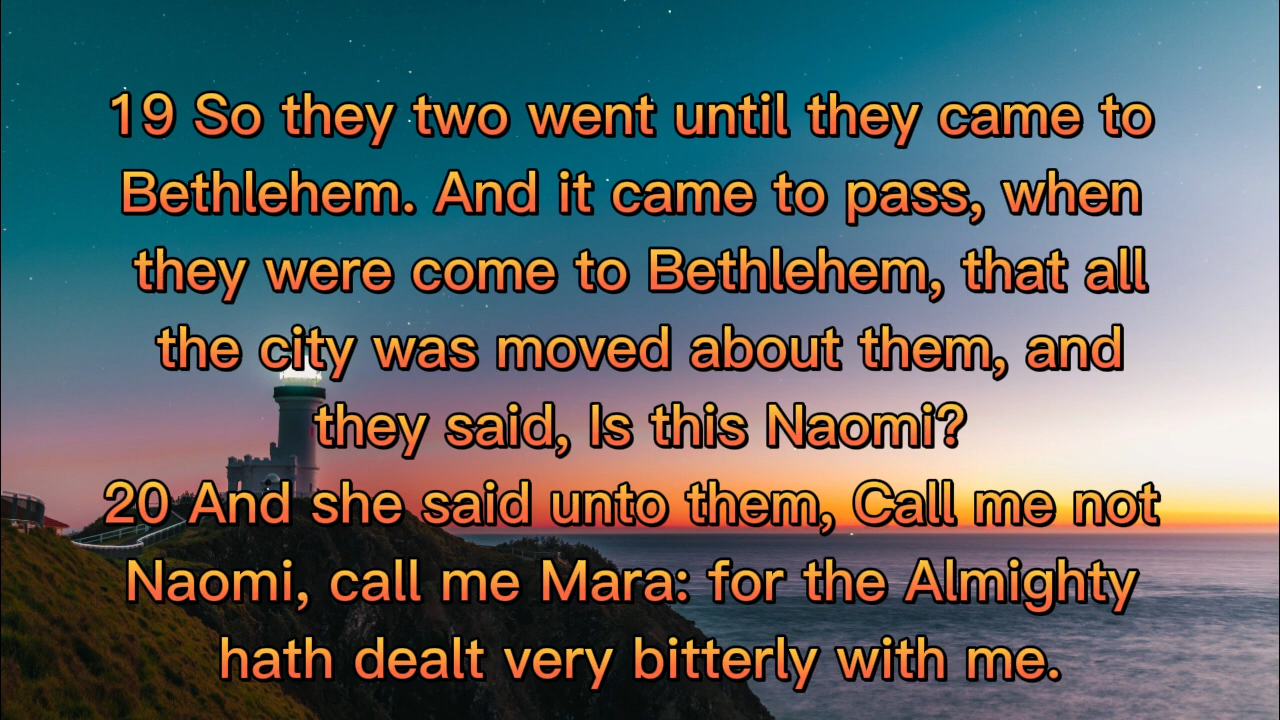 19 So they two went until they came to
Bethlehem. And it came to pass, when
they were come to Bethlehem, that all
the city was moved about them, and
they said, Is this Naomi?
20 And she said unto them, Call me not
Naomi, call me Mara: for the Almighty
hath dealt very bitterly with me.